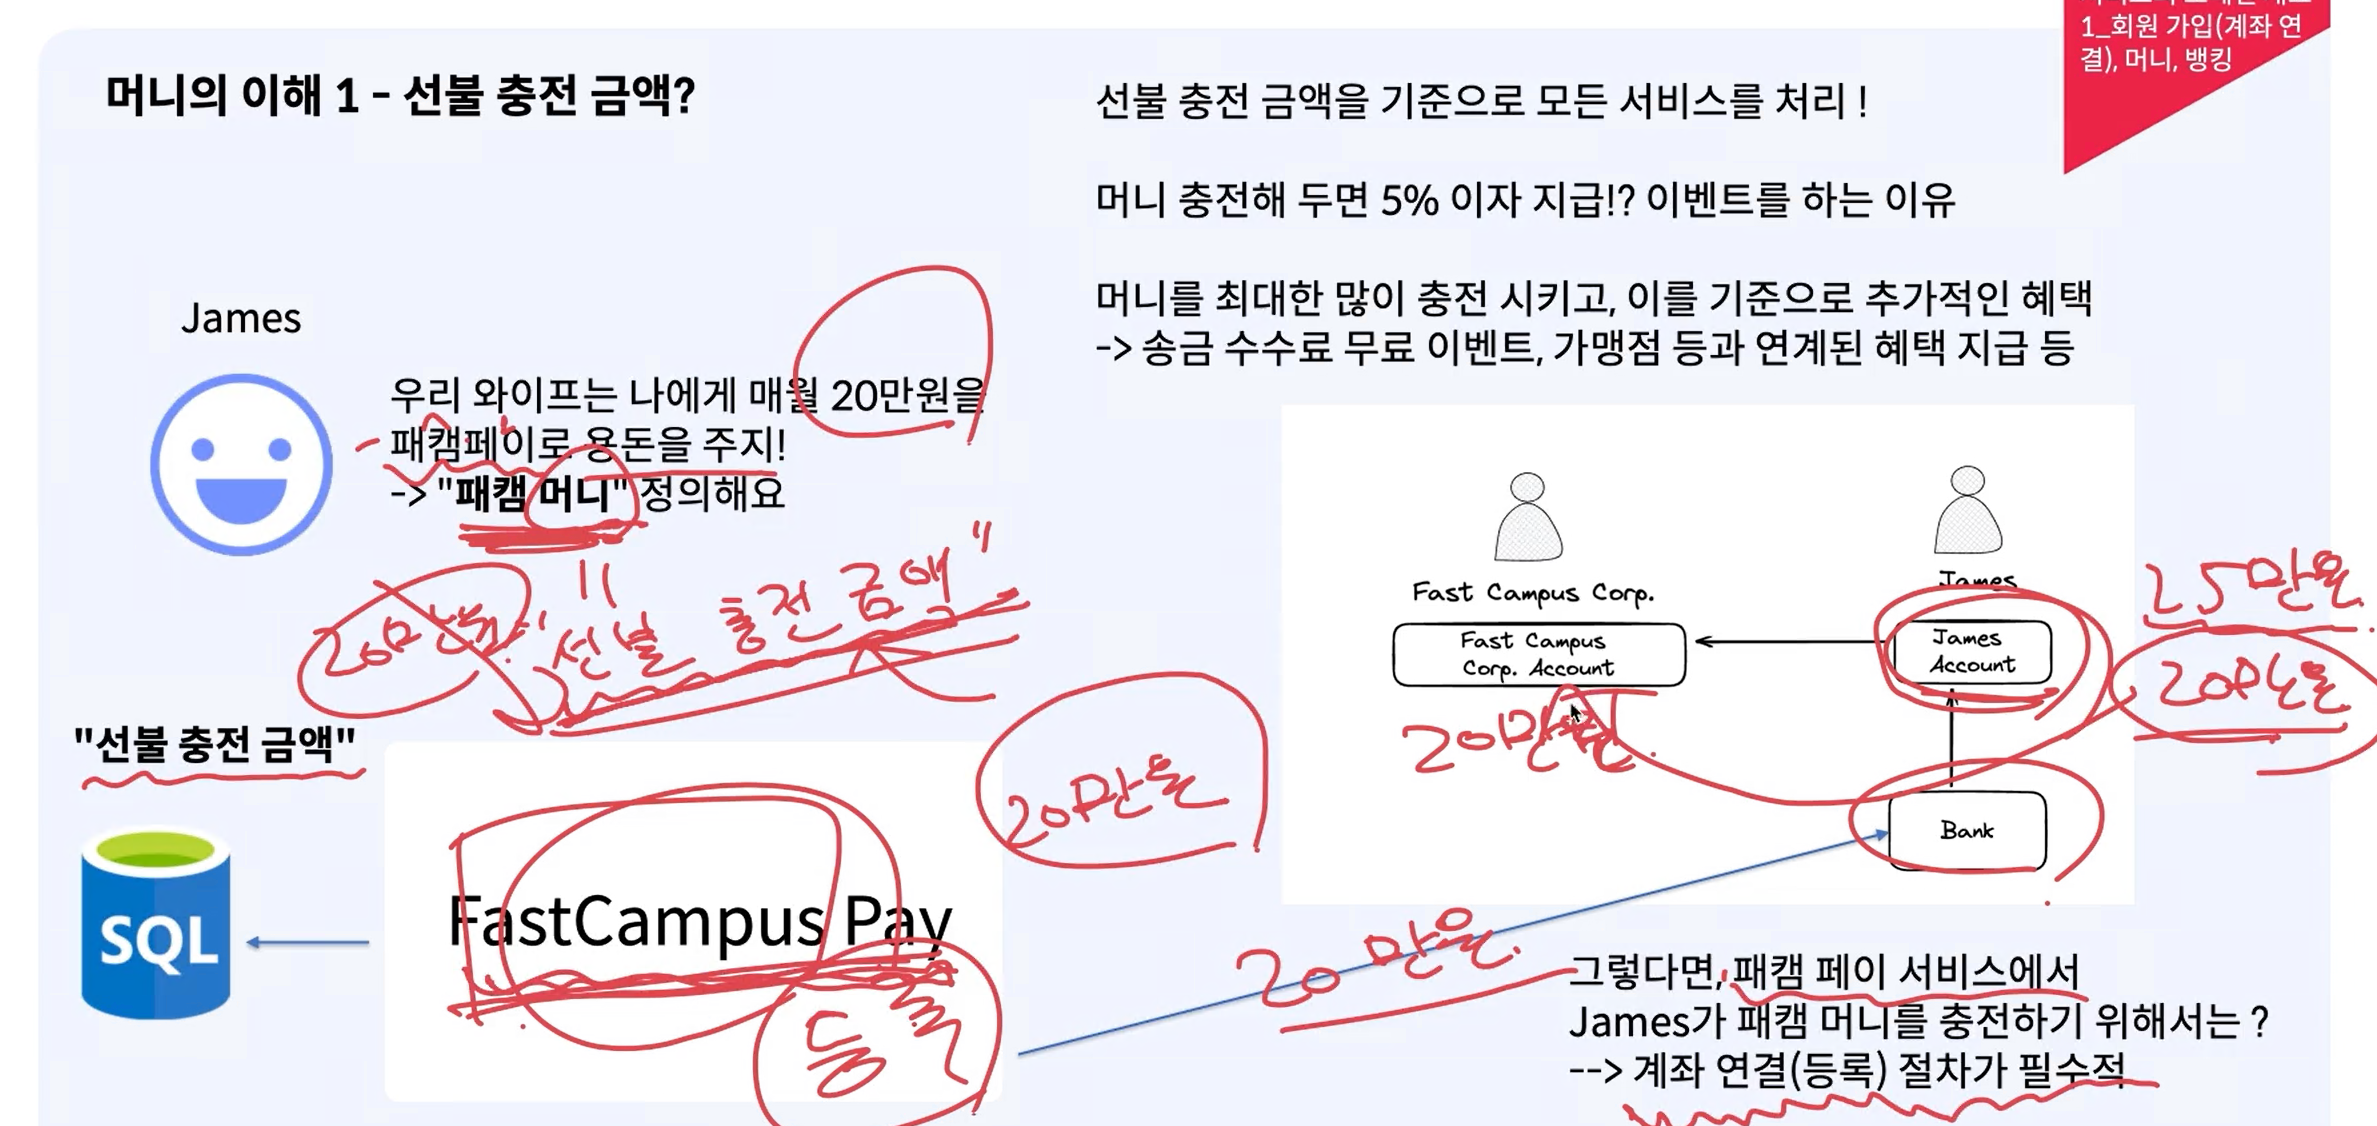 1_회원 가입(계좌 연
결), 머니, 뱅킹
머니의 이해 1 - 선불 충전 금액?
선불 충전 금액을 기준으로 모든 서비스를 처리 !
머니 충전해 두면 5% 이자 지급!? 이벤트를 하는 이유
머니를 최대한 많이 충전 시키고, 이를 기준으로 추가적인 혜택
-> 송금 수수료 무료 이벤트, 가맹점 등과 연계된 혜택 지급 등
James
우리 와이프는 나에게 매월 20만원을
패캠페이로 용돈을 주지!
-> "패캠 머니" 정의해요
20만원
"선불 충전 금액"
"선불 충전 금액"
SQL
FastCampus Pay
등록
20만원
Fast Campus Corp.
Fast Campus
Corp. Account
20만원
James
James
Account
25만원
20만원
Bank
20만원
그렇다면, 패캠 페이 서비스에서
James가 패캠 머니를 충전하기 위해서는 ?
--> 계좌 연결(등록) 절차가 필수적